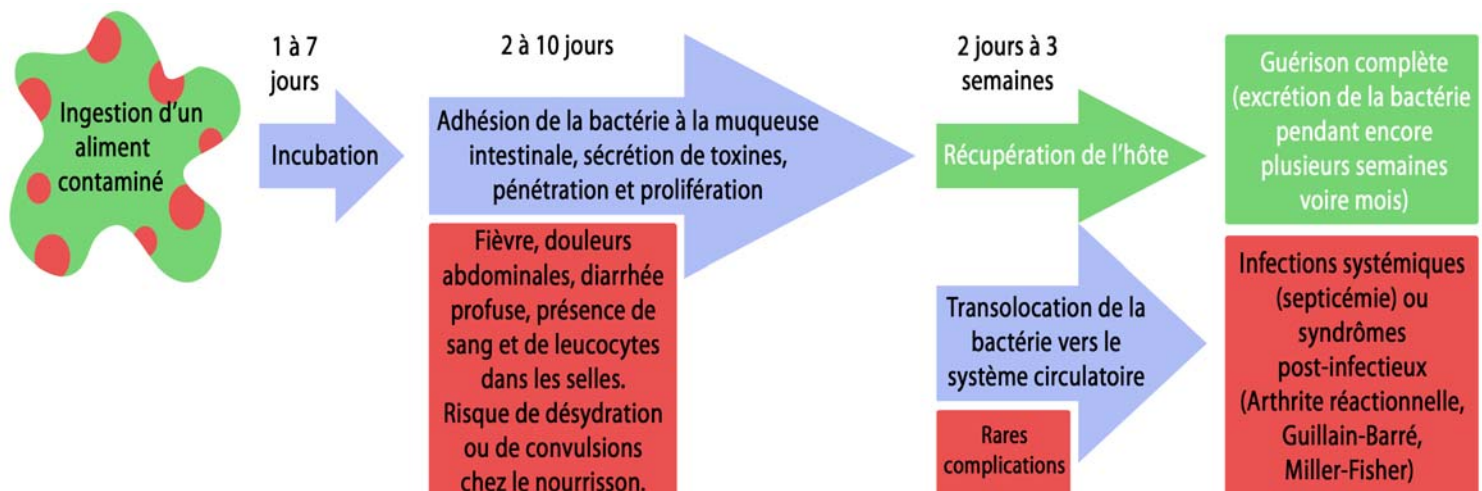 Ingestion d'un
aliment
contaminé
1 à 7
jours
Incubation
2 à 10 jours
Adhésion de la bactérie à la muqueuse
intestinale, sécrétion de toxines,
pénétration et prolifération
Fièvre, douleurs
abdominales, diarrhée
profuse, présence de
sang et de leucocytes
dans les selles.
Risque de désydration
ou de convulsions
chez le nourrisson.
2 jours à 3
semaines
Récupération de l'hôte
Transolocation de la
bactérie vers le
système circulatoire
Rares
complications
Guérison complète
(excrétion de la bactérie
pendant encore
plusieurs semaines
voire mois)
Infections systémiques
(septicémie) ou
syndrômes
post-infectieux
(Arthrite réactionnelle,
Guillain-Barré,
Miller-Fisher)